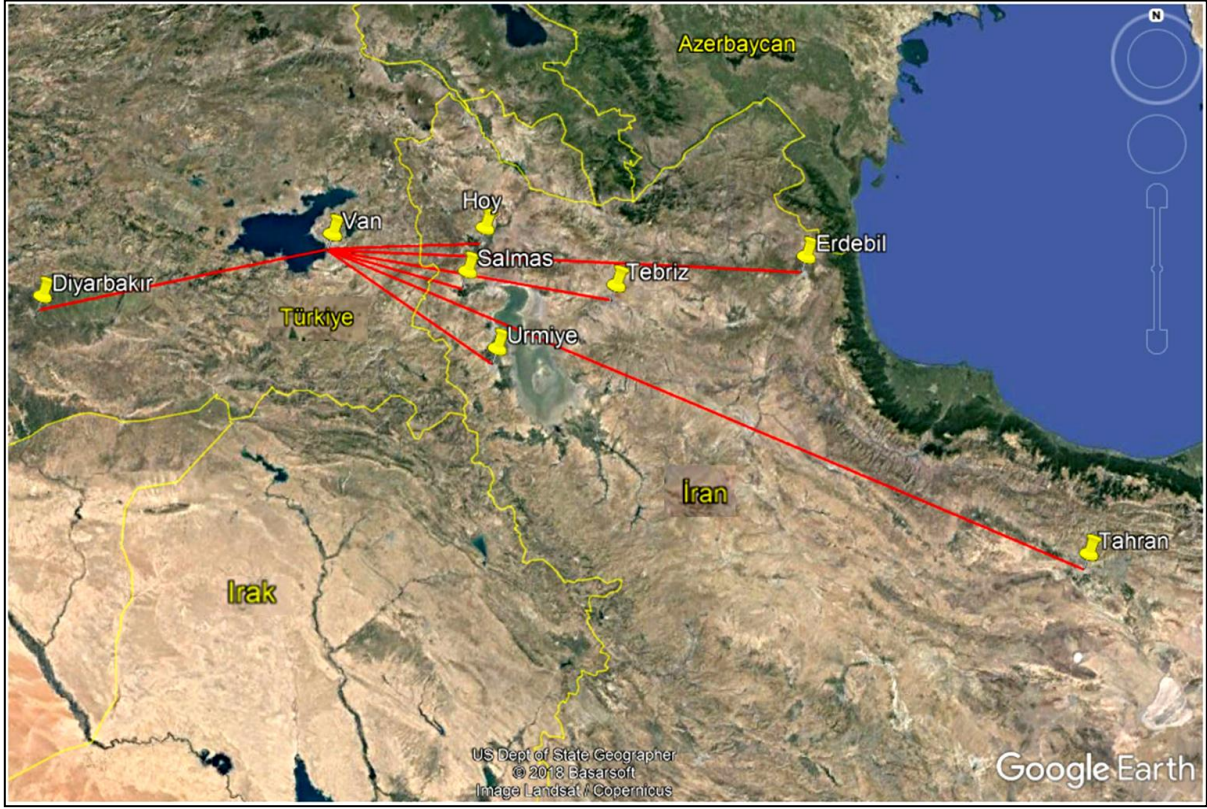 N
Azerbaycan
Hoy
Van
Erdebil
Salmas
Tebriz
Diyarbakır
Türkiye
Urmiye
İran
Tahran
Irak
US Dept of State Geographer
© 2018 Basarsoft
Image Landsat / Copernicus
Google Earth